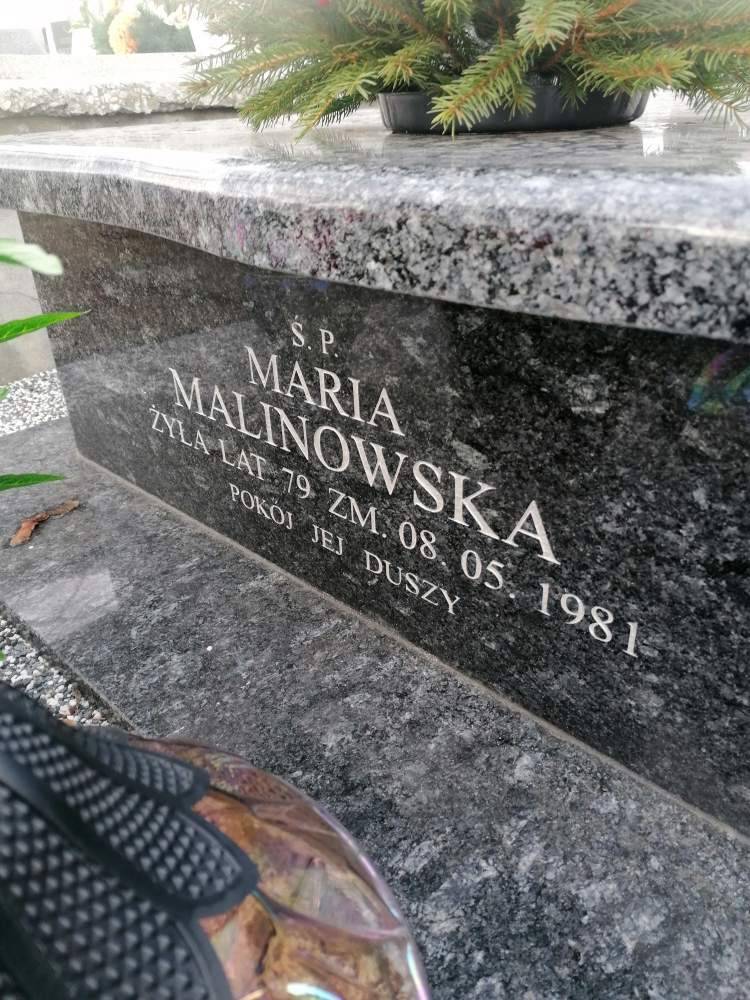 Ś. P.
MARIA
MALINOWSKA
ŻYŁA LAT 79 ZM. 08. 05. 1981
POKÓJ JEJ DUSZY